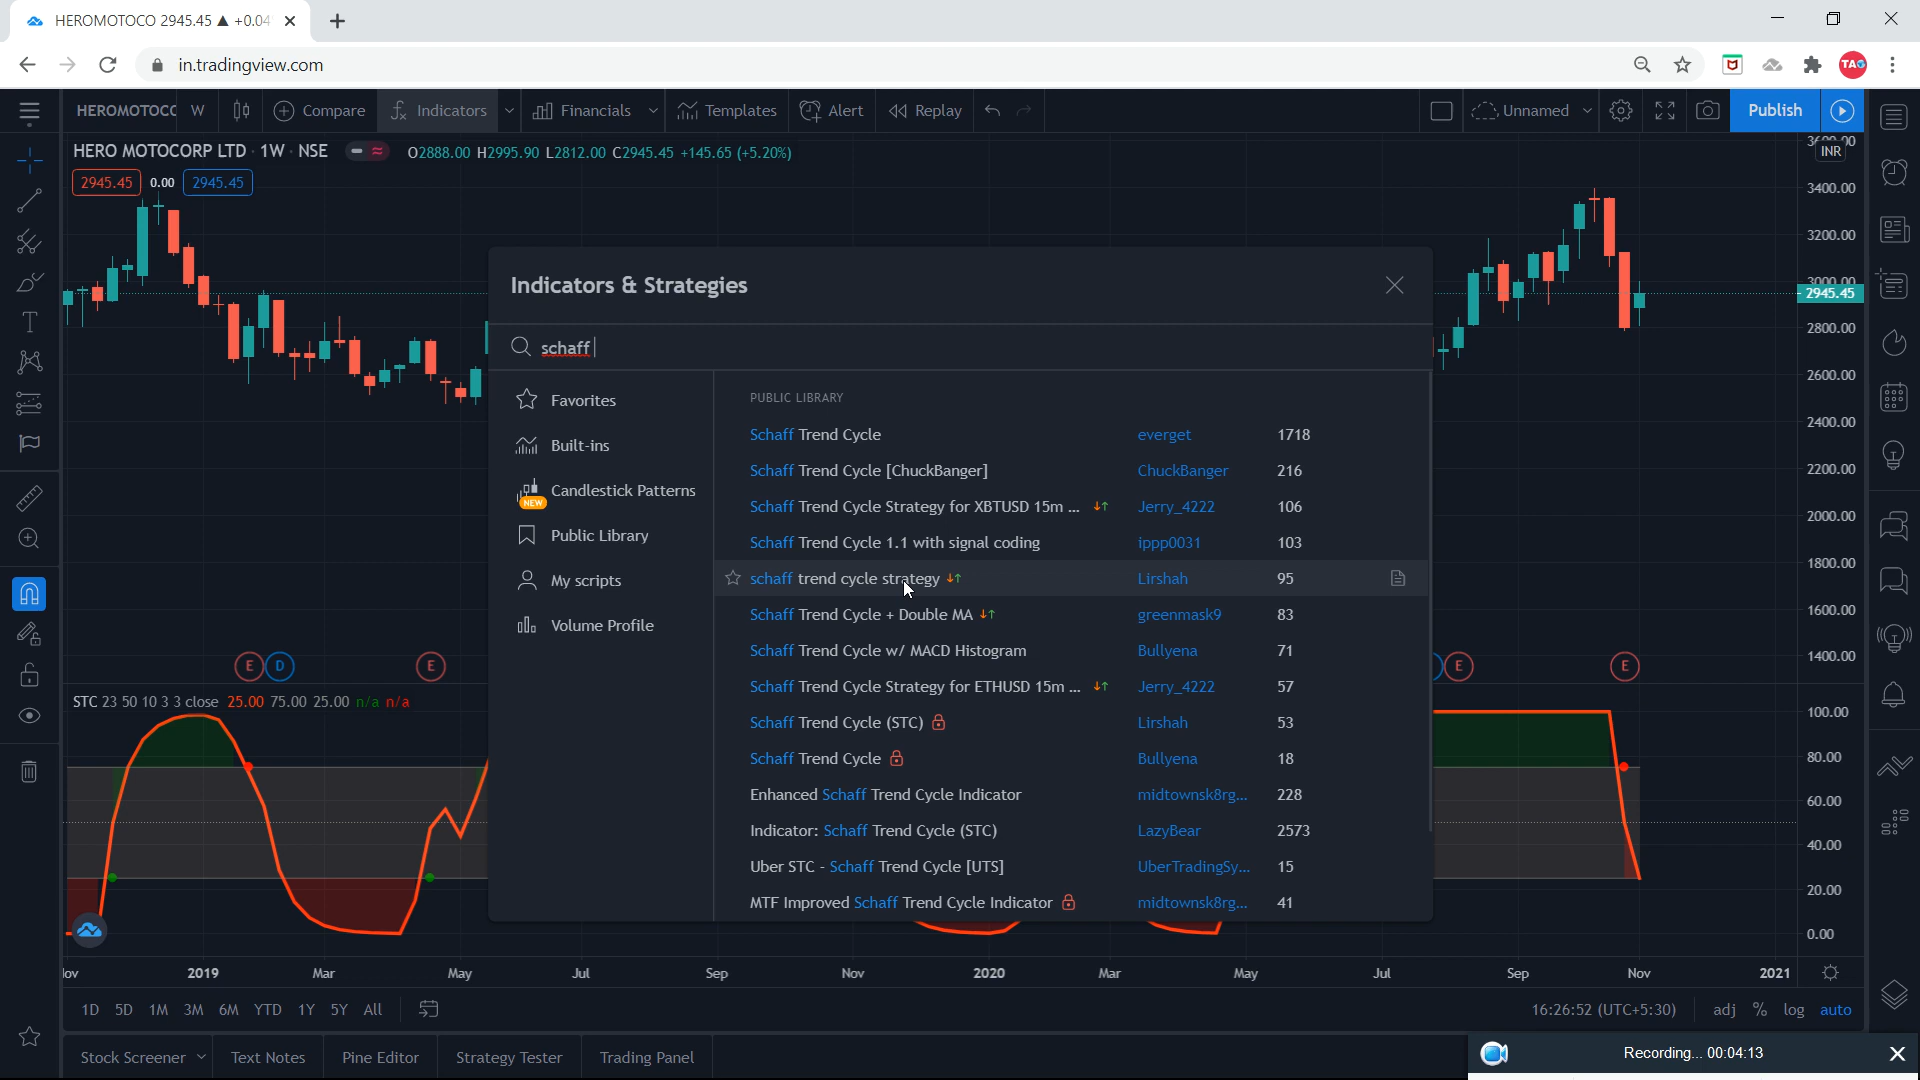 HEROMOTOCO 2945.45 ▲ +0.04
in.tradingview.com
TAG
HEROMOTOCO W Compare Indicators Financials Templates Alert Replay Unnamed Publish
HERO MOTOCORP LTD · 1W · NSE O2888.00 H2995.90 L2812.00 C2945.45 +145.65 (+5.20%)
INR
2945.45 0.00 2945.45
3400.00
3200.00
3000.00
2945.45
2800.00
2600.00
2400.00
2200.00
2000.00
1800.00
1600.00
1400.00
Indicators & Strategies
schaff
Favorites
Built-ins
Candlestick Patterns
NEW
Public Library
My scripts
Volume Profile
PUBLIC LIBRARY
Schaff Trend Cycle everget 1718
Schaff Trend Cycle [ChuckBanger] ChuckBanger 216
Schaff Trend Cycle Strategy for XBTUSD 15m ... Jerry_4222 106
Schaff Trend Cycle 1.1 with signal coding ippp0031 103
schaff trend cycle strategy Lirshah 95
Schaff Trend Cycle + Double MA greenmask9 83
Schaff Trend Cycle w/ MACD Histogram Bullyena 71
Schaff Trend Cycle Strategy for ETHUSD 15m ... Jerry_4222 57
Schaff Trend Cycle (STC) Lirshah 53
Schaff Trend Cycle Bullyena 18
Enhanced Schaff Trend Cycle Indicator midtownsk8rg... 228
Indicator: Schaff Trend Cycle (STC) LazyBear 2573
Uber STC - Schaff Trend Cycle [UTS] UberTradingSy... 15
MTF Improved Schaff Trend Cycle Indicator midtownsk8rg... 41
E D E E E
STC 23 50 10 3 3 close 25.00 75.00 25.00 n/a n/a
100.00
80.00
60.00
40.00
20.00
0.00
ov 2019 Mar May Jul Sep Nov 2020 Mar May Jul Sep Nov 2021
1D 5D 1M 3M 6M YTD 1Y 5Y All 16:26:52 (UTC+5:30) adj % log auto
Stock Screener Text Notes Pine Editor Strategy Tester Trading Panel
Recording... 00:04:13